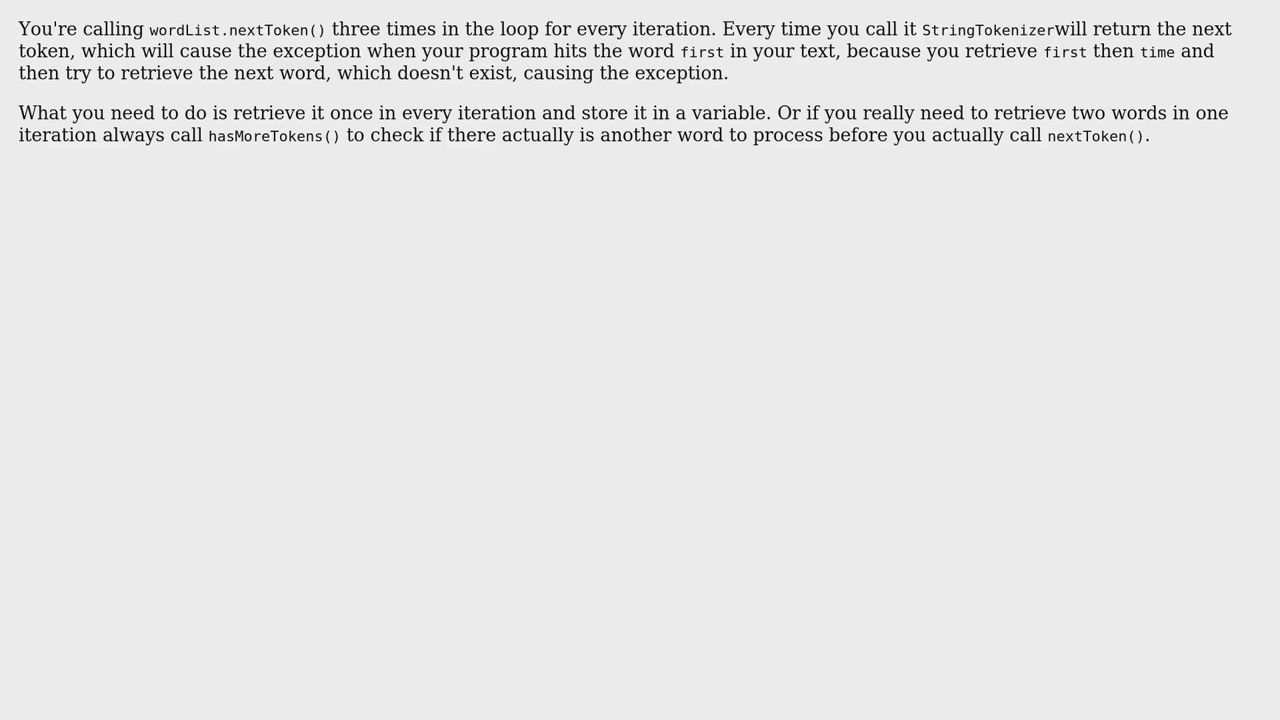 You're calling wordList.nextToken() three times in the loop for every iteration. Every time you call it StringTokenizerwill return the next
token, which will cause the exception when your program hits the word first in your text, because you retrieve first then time and
then try to retrieve the next word, which doesn't exist, causing the exception.
What you need to do is retrieve it once in every iteration and store it in a variable. Or if you really need to retrieve two words in one
iteration always call hasMoreTokens() to check if there actually is another word to process before you actually call nextToken().